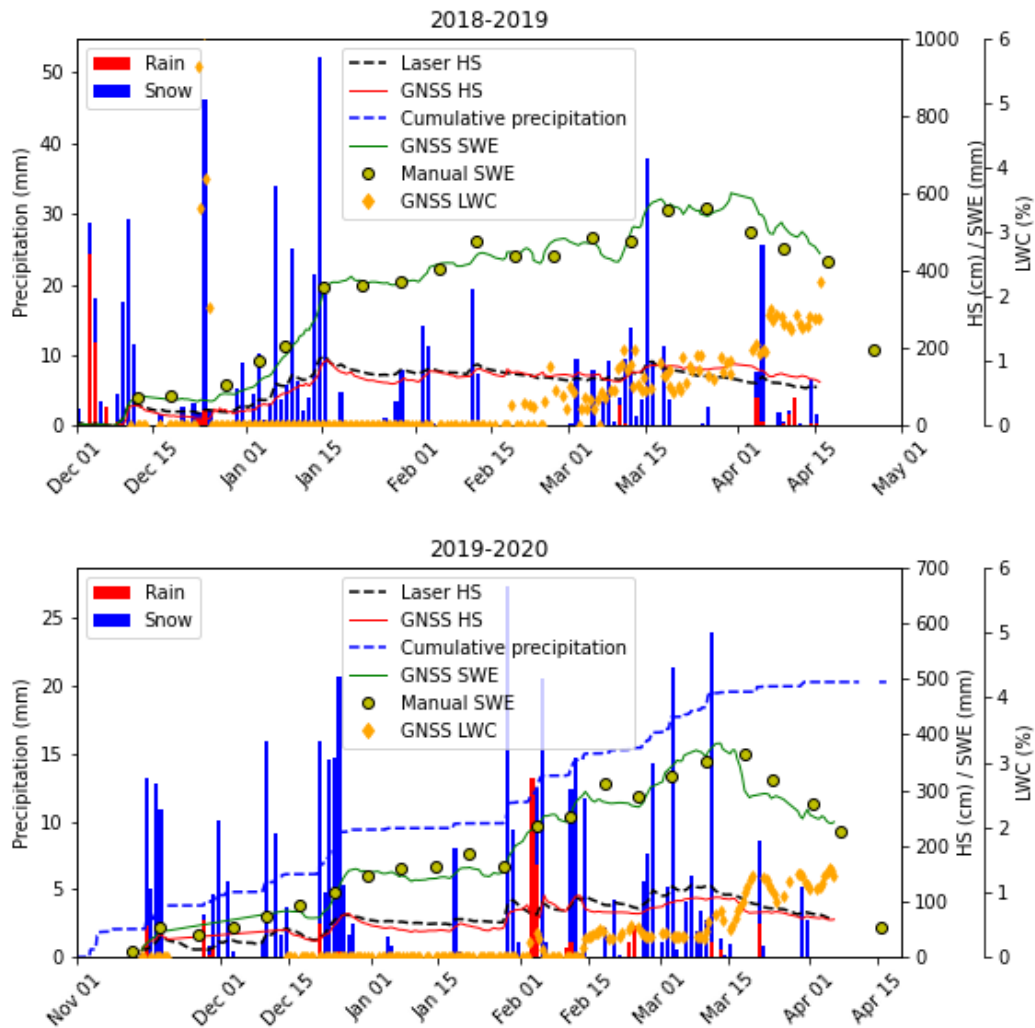 2018-2019
Rain
Snow
Laser HS
GNSS HS
Cumulative precipitation
GNSS SWE
Manual SWE
GNSS LWC
Precipitation (mm)
50
40
30
20
10
0
1000
800
600
400
200
0
HS (cm) / SWE (mm)
6
5
4
3
2
1
0
LWC (%)
Dec 01
Dec 15
Jan 01
Jan 15
Feb 01
Feb 15
Mar 01
Mar 15
Apr 01
Apr 15
May 01
2019-2020
Rain
Snow
Laser HS
GNSS HS
Cumulative precipitation
GNSS SWE
Manual SWE
GNSS LWC
Precipitation (mm)
25
20
15
10
5
0
700
600
500
400
300
200
100
0
HS (cm) / SWE (mm)
6
5
4
3
2
1
0
LWC (%)
Nov 01
Dec 01
Dec 15
Jan 01
Jan 15
Feb 01
Feb 15
Mar 01
Mar 15
Apr 01
Apr 15